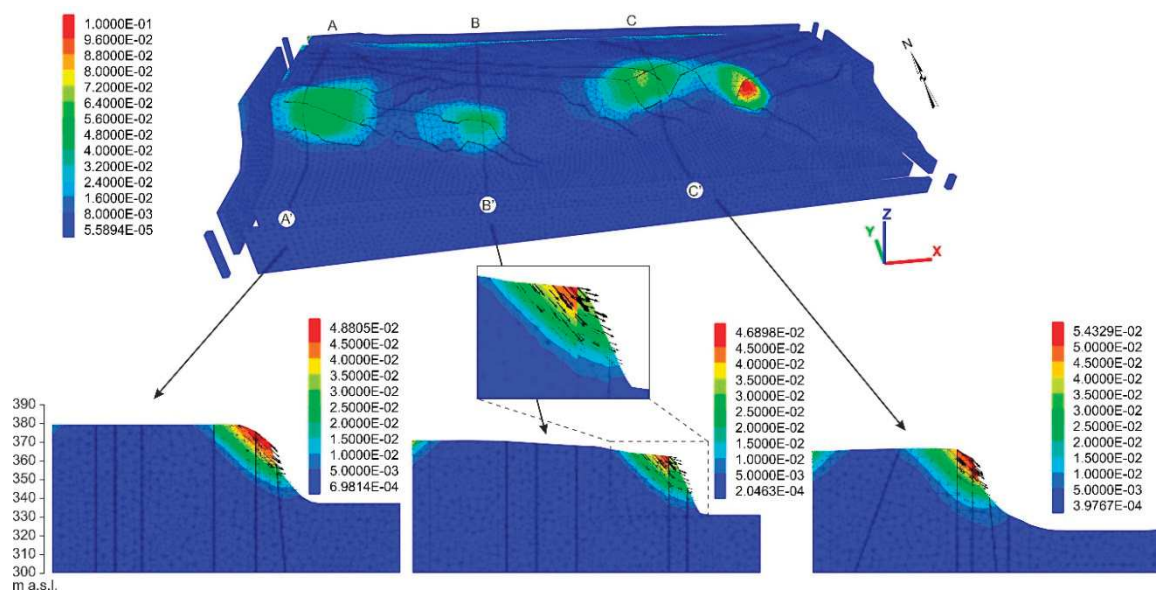 1.0000E-01
9.6000E-02
8.8000E-02
8.0000E-02
7.2000E-02
6.4000E-02
5.6000E-02
4.8000E-02
4.0000E-02
3.2000E-02
2.4000E-02
1.6000E-02
8.0000E-03
5.5894E-05
A
B
C
N
A'
B'
C'
Z
Y
X
4.8805E-02
4.5000E-02
4.0000E-02
3.5000E-02
3.0000E-02
2.5000E-02
2.0000E-02
1.5000E-02
1.0000E-02
5.0000E-03
6.9814E-04
4.6898E-02
4.5000E-02
4.0000E-02
3.5000E-02
3.0000E-02
2.5000E-02
2.0000E-02
1.5000E-02
1.0000E-02
5.0000E-03
2.0463E-04
5.4329E-02
5.0000E-02
4.5000E-02
4.0000E-02
3.5000E-02
3.0000E-02
2.5000E-02
2.0000E-02
1.5000E-02
1.0000E-02
5.0000E-03
3.9767E-04
390
380
370
360
350
340
330
320
310
300
m a.s.l.